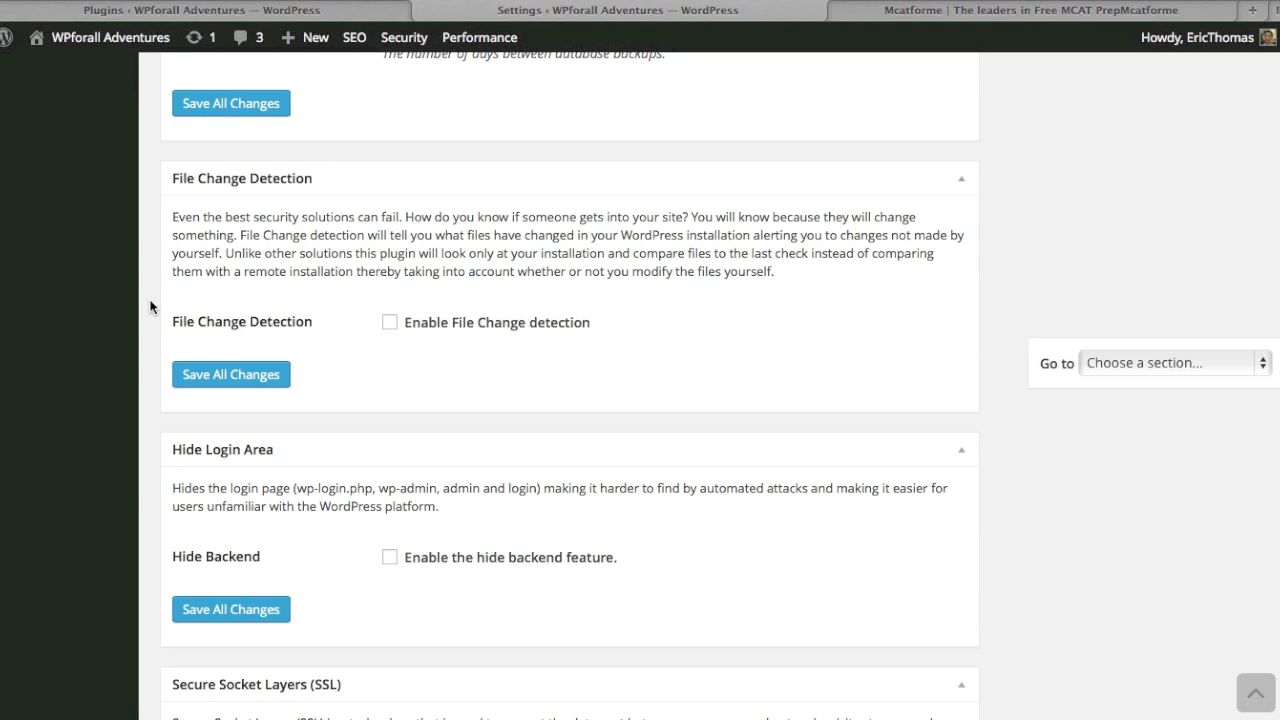 Plugins ‹ WPforall Adventures — WordPress
Settings ‹ WPforall Adventures — WordPress
Mcatforme | The leaders in Free MCAT PrepMcatforme
WPforall Adventures 1 3 New SEO Security Performance Howdy, EricThomas
The number of days between database backups.
Save All Changes
File Change Detection
Even the best security solutions can fail. How do you know if someone gets into your site? You will know because they will change
something. File Change detection will tell you what files have changed in your WordPress installation alerting you to changes not made by
yourself. Unlike other solutions this plugin will look only at your installation and compare files to the last check instead of comparing
them with a remote installation thereby taking into account whether or not you modify the files yourself.
File Change Detection Enable File Change detection
Go to Choose a section...
Save All Changes
Hide Login Area
Hides the login page (wp-login.php, wp-admin, admin and login) making it harder to find by automated attacks and making it easier for
users unfamiliar with the WordPress platform.
Hide Backend Enable the hide backend feature.
Save All Changes
Secure Socket Layers (SSL)